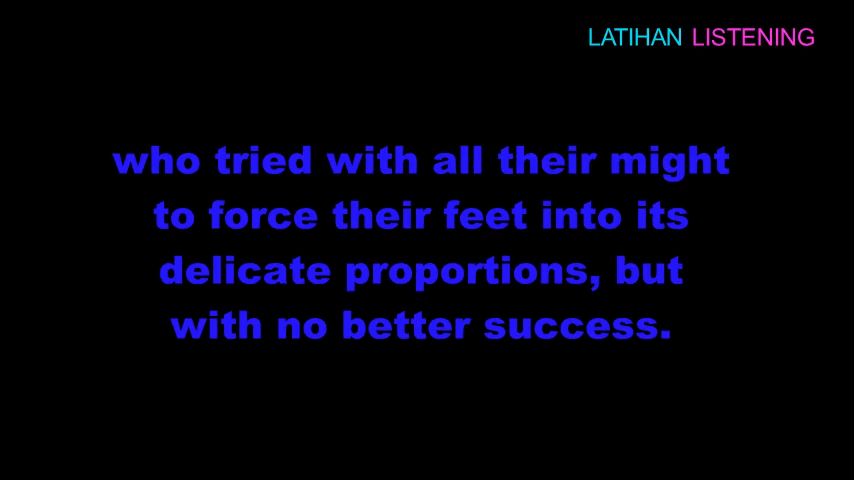 LATIHAN LISTENING
who tried with all their might
to force their feet into its
delicate proportions, but
with no better success.